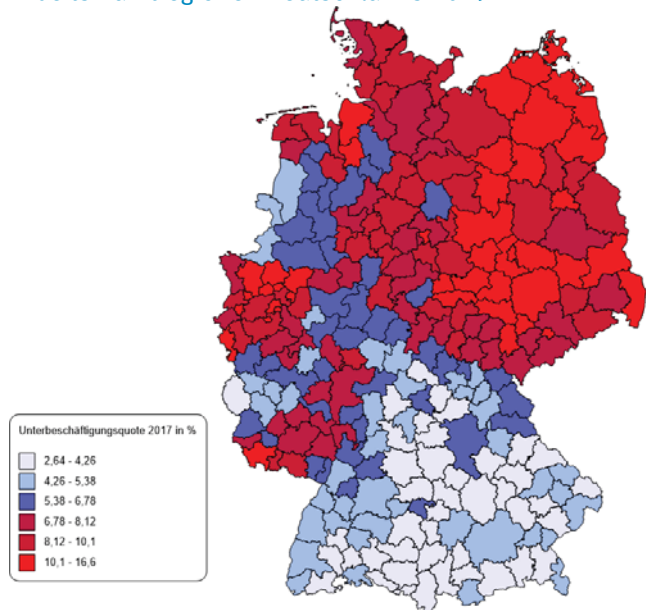 Unterbeschäftigungsquote 2017 in %
2,64 - 4,26
4,26 - 5,38
5,38 - 6,78
6,78 - 8,12
8,12 - 10,1
10,1 - 16,6